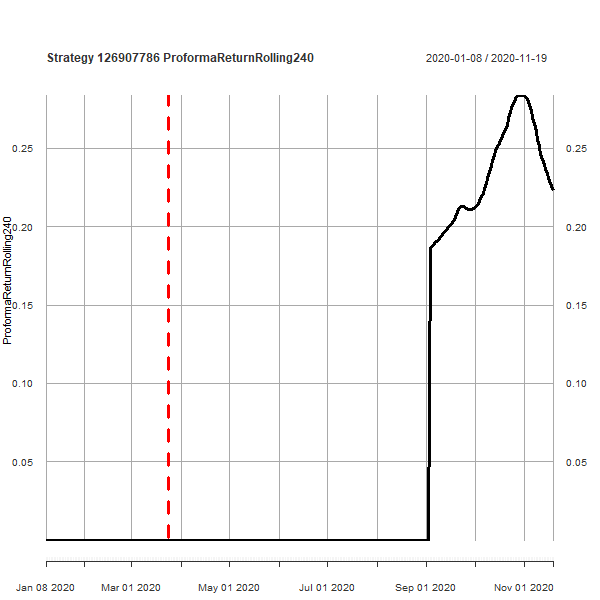 Strategy 126907786 ProformaReturnRolling240
2020-01-08 / 2020-11-19
ProformaReturnRolling240
0.25
0.25
0.20
0.20
0.15
0.15
0.10
0.10
0.05
0.05
Jan 08 2020
Mar 01 2020
May 01 2020
Jul 01 2020
Sep 01 2020
Nov 01 2020